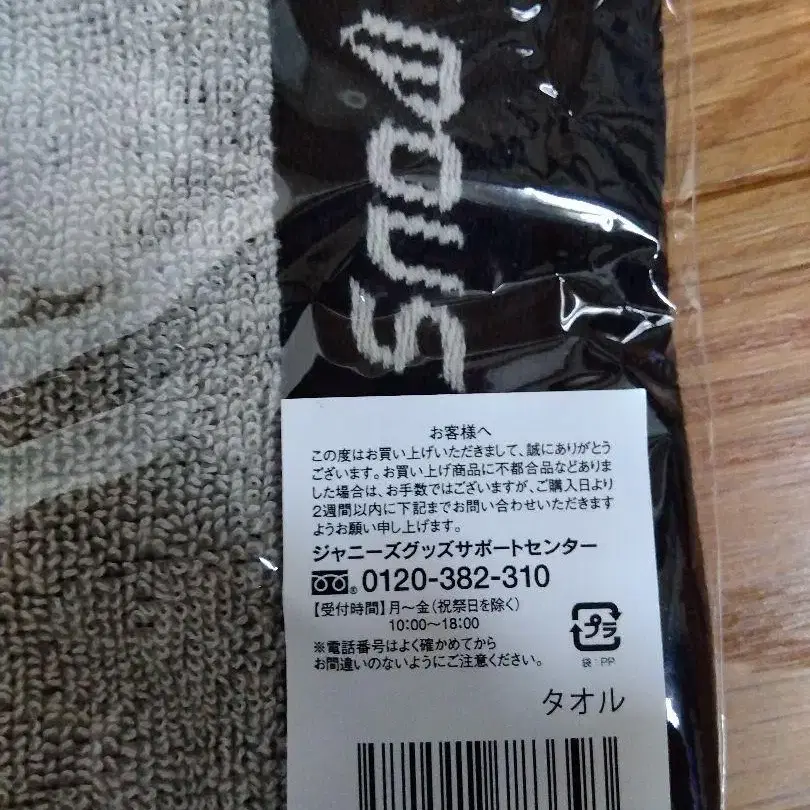 SNOd
お客様へ
この度はお買い上げいただきまして、誠にありがとう
ございます。お買い上げ商品に不都合品などありま
した場合は、お手数ではございますが、ご購入日より
2週間以内に下記までお問い合わせいただきます
ようお願い申し上げます。
ジャニーズグッズサポートセンター
0120-382-310
【受付時間】月～金(祝祭日を除く)
10:00～18:00
※電話番号はよく確かめてから
お間違いのないようにご注意ください。
プラ
袋:PP
タオル